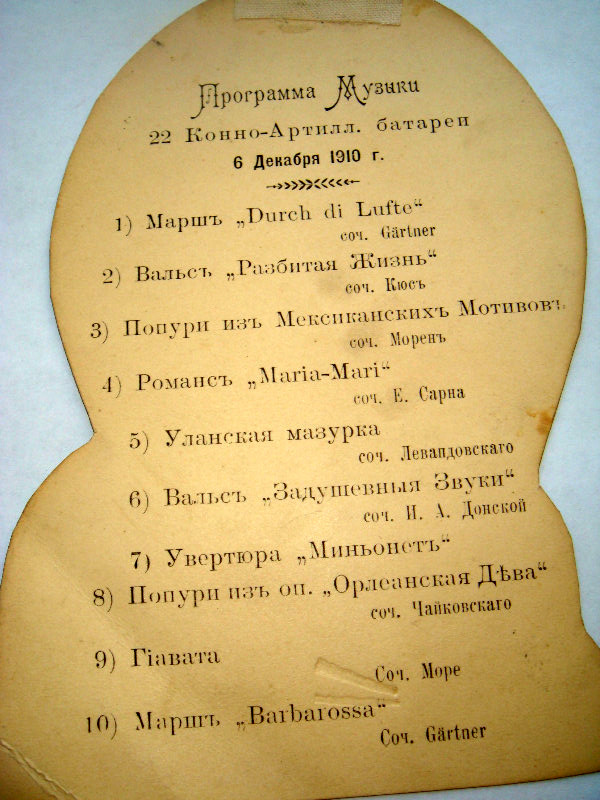 Программа Музыки
22 Конно-Артилл. батареи
6 Декабря 1910 г.
1) Маршъ „Durch di Lufte“
соч. Gärtner
2) Вальсъ „Разбитая Жизнь“
соч. Кюсъ
3) Попури изъ Мексиканскихъ Мотивовъ.
соч. Моренъ
4) Романсъ „Maria-Mari“
соч. Е. Сарна
5) Уланская мазурка
соч. Левандовскаго
6) Вальсъ „Задушевныя Звуки“
соч. И. А. Донской
7) Увертюра „Миньонетъ“
8) Попури изъ оп. „Орлеанская Дѣва“
соч. Чайковскаго
9) Гіавата
Соч. Море
10) Маршъ „Barbarossa“
Соч. Gärtner